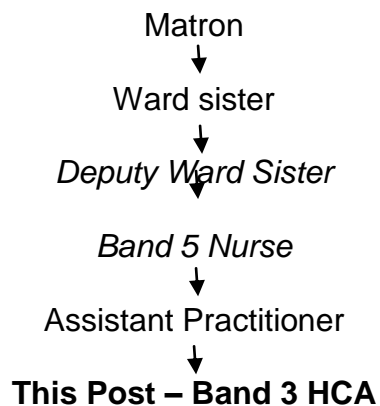 Matron
Ward sister
Deputy Ward Sister
Band 5 Nurse
Assistant Practitioner
This Post – Band 3 HCA